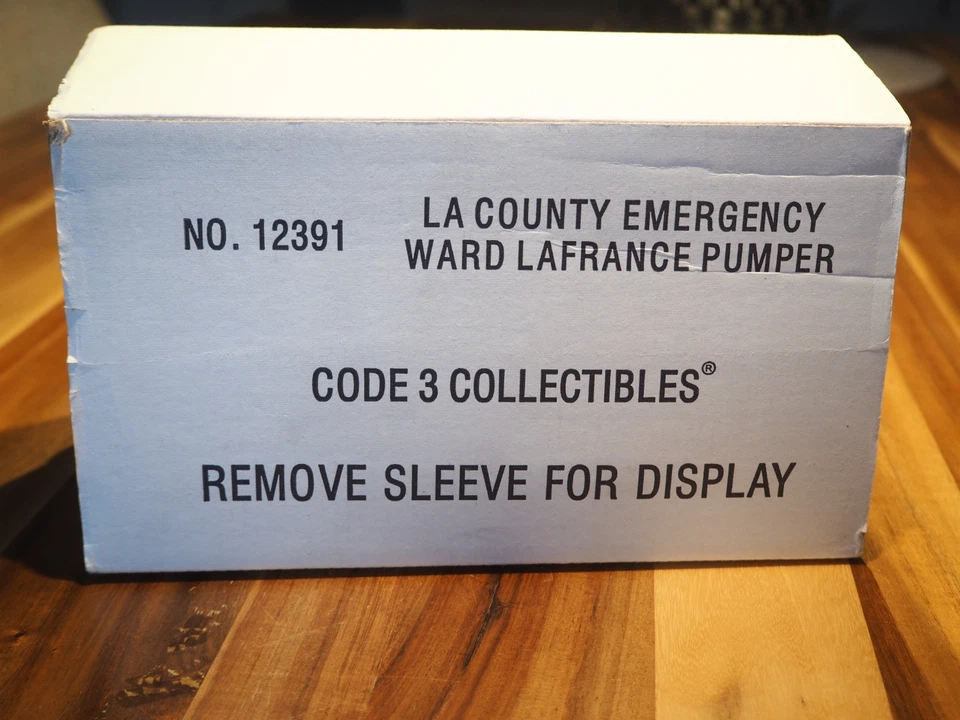 NO. 12391
LA COUNTY EMERGENCY
WARD LAFRANCE PUMPER
CODE 3 COLLECTIBLES®
REMOVE SLEEVE FOR DISPLAY